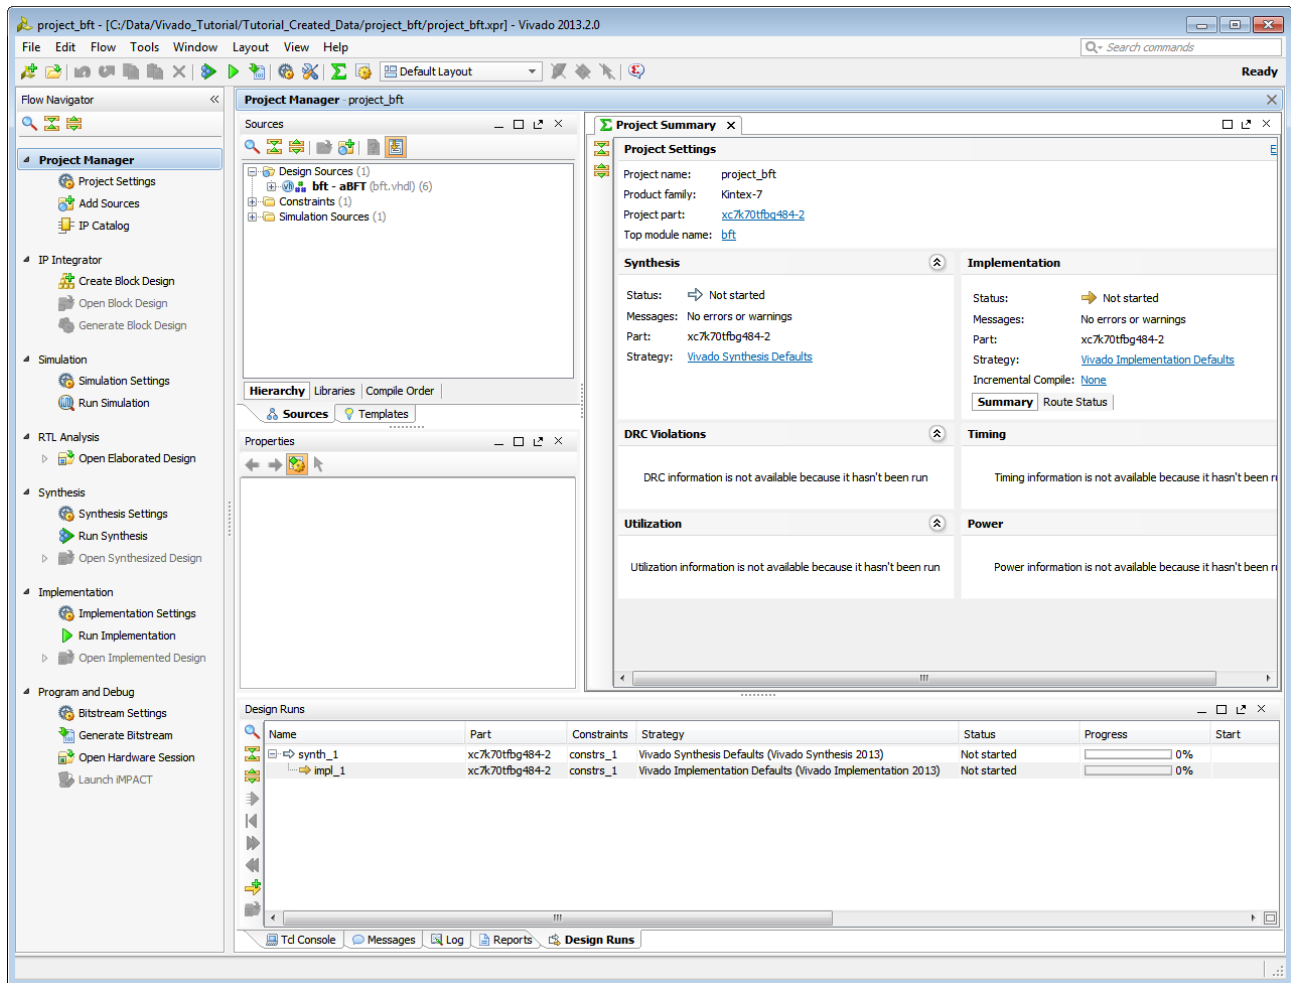 project_bft - [C:/Data/Vivado_Tutorial/Tutorial_Created_Data/project_bft/project_bft.xpr] - Vivado 2013.2.0
File Edit Flow Tools Window Layout View Help
Search commands
Default Layout
Ready
Flow Navigator
Project Manager
Project Settings
Add Sources
IP Catalog
IP Integrator
Create Block Design
Open Block Design
Generate Block Design
Simulation
Simulation Settings
Run Simulation
RTL Analysis
Open Elaborated Design
Synthesis
Synthesis Settings
Run Synthesis
Open Synthesized Design
Implementation
Implementation Settings
Run Implementation
Open Implemented Design
Program and Debug
Bitstream Settings
Generate Bitstream
Open Hardware Session
Launch iMPACT
Project Manager - project_bft
Sources
Design Sources (1)
bft - aBFT (bft.vhdl) (6)
Constraints (1)
Simulation Sources (1)
Hierarchy Libraries Compile Order
Sources Templates
Properties
Project Summary
Project Settings
E
Project name: project_bft
Product family: Kintex-7
Project part: xc7k70tfbg484-2
Top module name: bft
Synthesis
Status: Not started
Messages: No errors or warnings
Part: xc7k70tfbg484-2
Strategy: Vivado Synthesis Defaults
Implementation
Status: Not started
Messages: No errors or warnings
Part: xc7k70tfbg484-2
Strategy: Vivado Implementation Defaults
Incremental Compile: None
Summary Route Status
DRC Violations
DRC information is not available because it hasn't been run
Timing
Timing information is not available because it hasn't been r
Utilization
Utilization information is not available because it hasn't been run
Power
Power information is not available because it hasn't been r
Design Runs
Name Part Constraints Strategy Status Progress Start
synth_1 xc7k70tfbg484-2 constrs_1 Vivado Synthesis Defaults (Vivado Synthesis 2013) Not started 0%
impl_1 xc7k70tfbg484-2 constrs_1 Vivado Implementation Defaults (Vivado Implementation 2013) Not started 0%
Tcl Console Messages Log Reports Design Runs